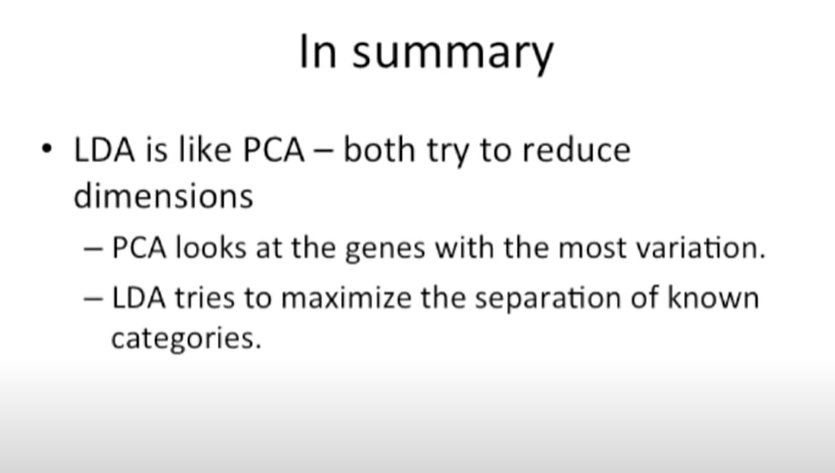 In summary
• LDA is like PCA – both try to reduce
dimensions
– PCA looks at the genes with the most variation.
– LDA tries to maximize the separation of known
categories.